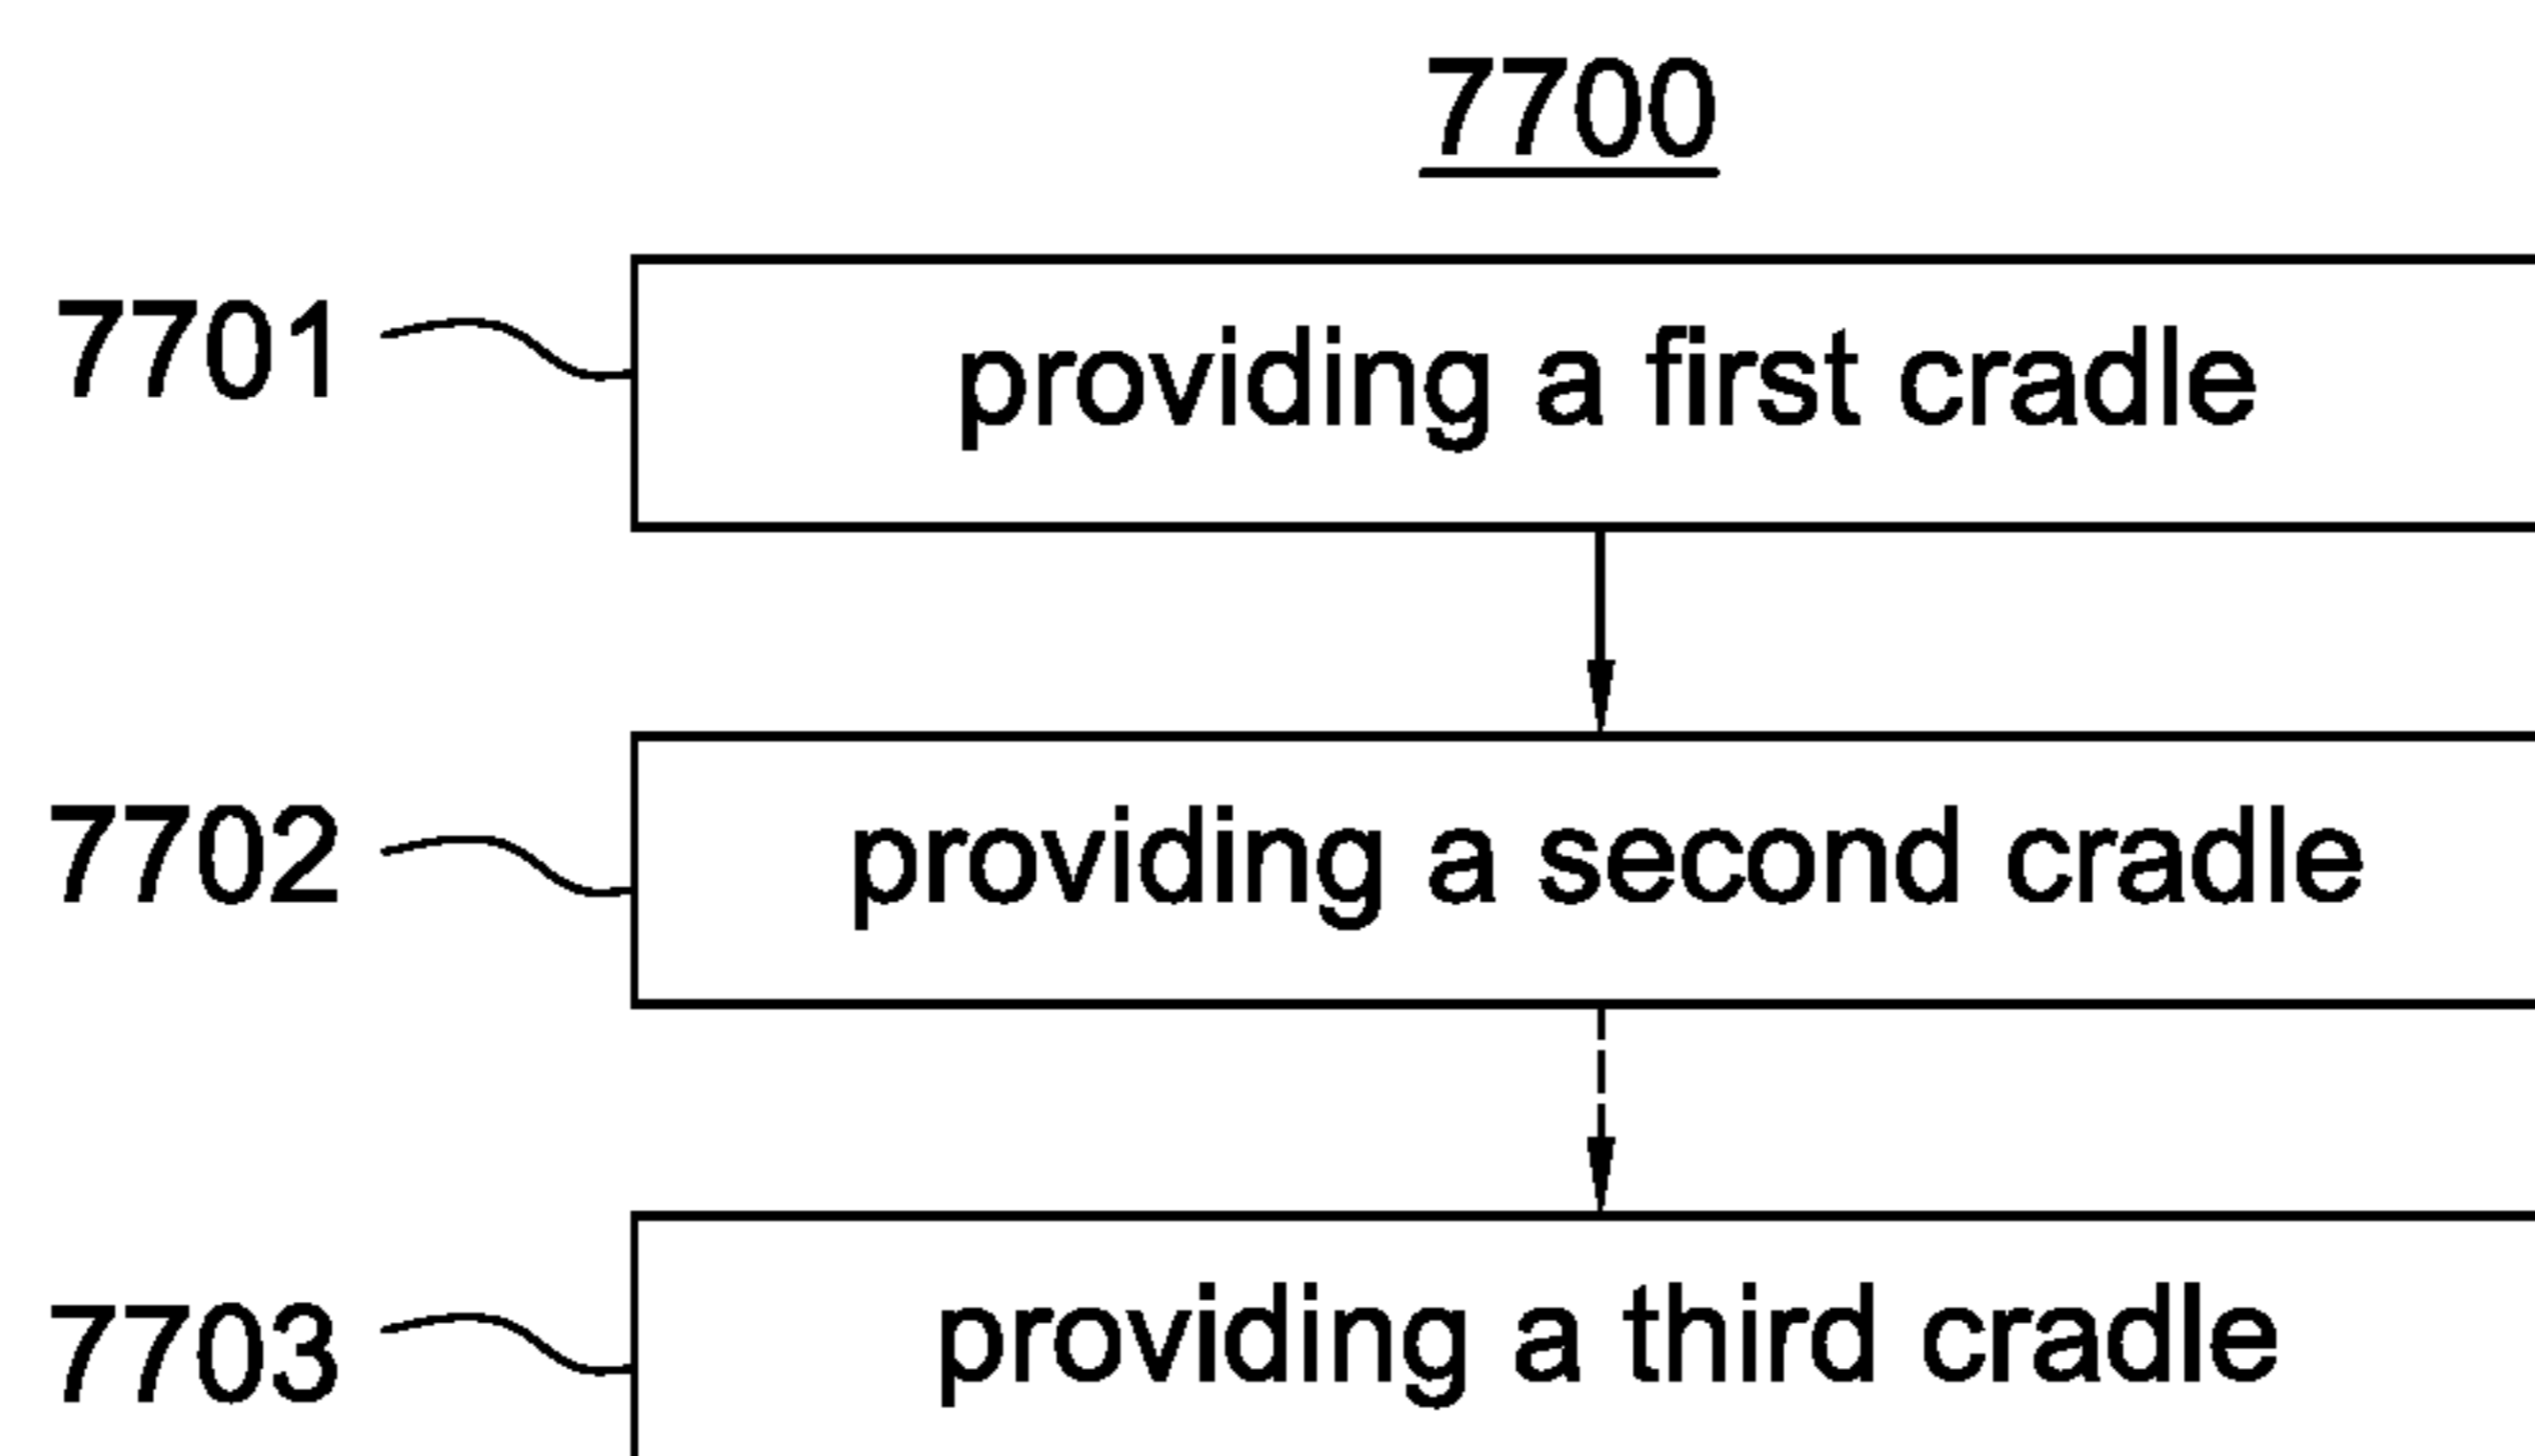 7700
7701 providing a first cradle
7702 providing a second cradle
7703 providing a third cradle